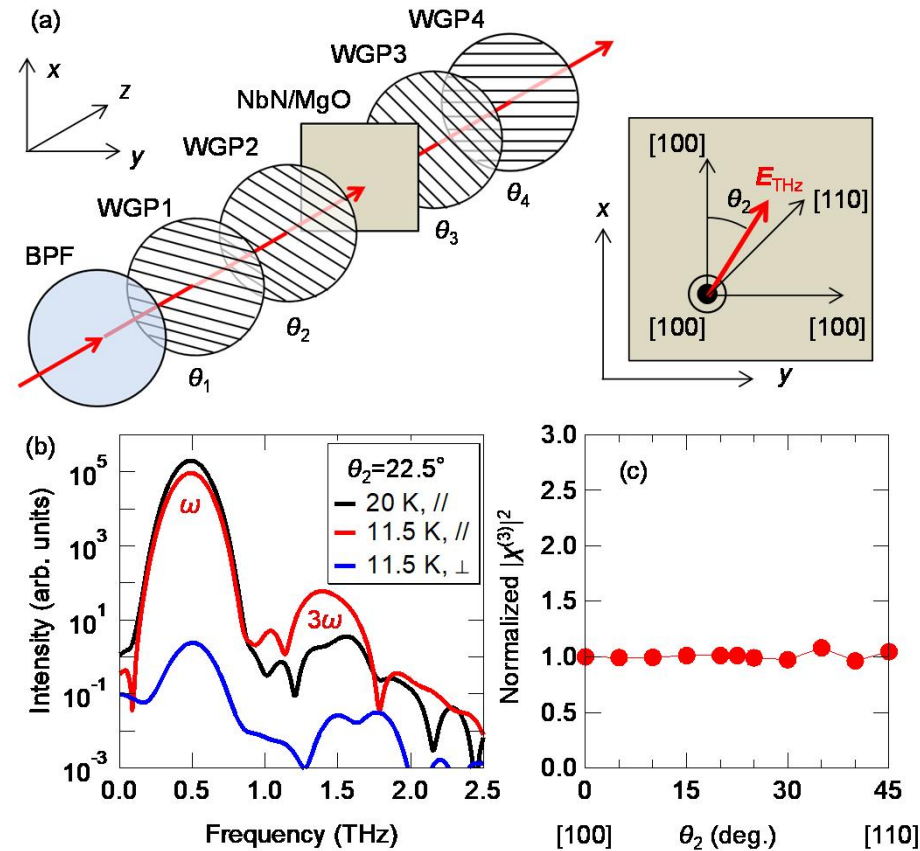 (a)
x
z
y
BPF
WGP1
WGP2
NbN/MgO
WGP3
WGP4
θ1
θ2
θ3
θ4
[100]
θ2
ETHz
[110]
x
[100]
[100]
y
(b)
Intensity (arb. units)
10^5
10^3
10^1
10^-1
10^-3
ω
3ω
θ2=22.5°
20 K, //
11.5 K, //
11.5 K, ⊥
0.0 0.5 1.0 1.5 2.0 2.5
Frequency (THz)
(c)
Normalized |χ^(3)|^2
3.0
2.5
2.0
1.5
1.0
0.5
0.0
0 15 30 45
[100] θ2 (deg.) [110]